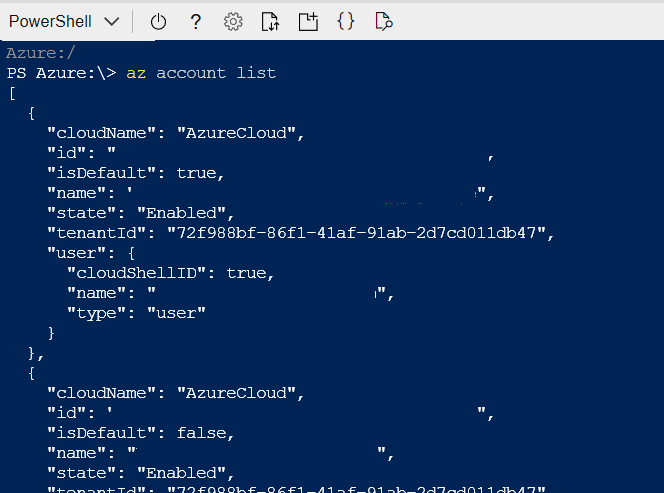 PowerShell ? {}
Azure:/
PS Azure:\> az account list
[
  {
    "cloudName": "AzureCloud",
    "id": "                    ,
    "isDefault": true,
    "name": '                    ",
    "state": "Enabled",
    "tenantId": "72f988bf-86f1-41af-91ab-2d7cd011db47",
    "user": {
      "cloudShellID": true,
      "name": "                    ",
      "type": "user"
    }
  },
  {
    "cloudName": "AzureCloud",
    "id": '                    ",
    "isDefault": false,
    "name": "                    ",
    "state": "Enabled",
    "tenantId": "72f988bf-86f1-41af-91ab-2d7cd011db47"